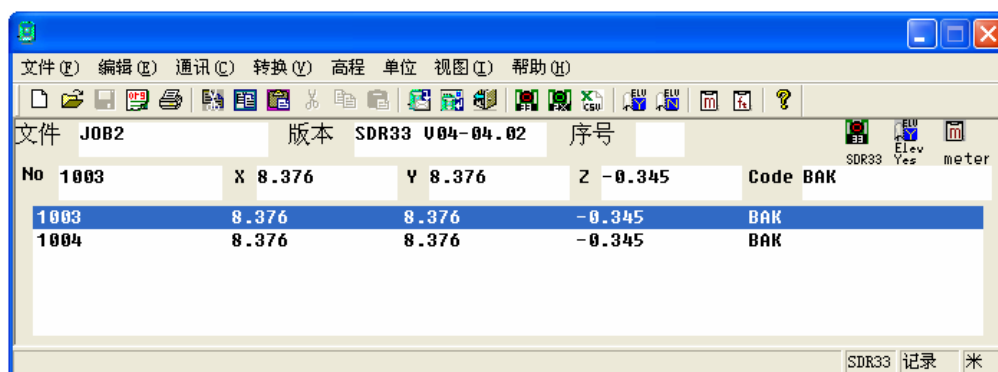 文件(F) 编辑(E) 通讯(C) 转换(V) 高程 单位 视图(I) 帮助(H)
文件 JOB2 版本 SDR33 V04-04.02 序号
SDR33 Elev Yes meter
No 1003 X 8.376 Y 8.376 Z -0.345 Code BAK
1003 8.376 8.376 -0.345 BAK
1004 8.376 8.376 -0.345 BAK
SDR33 记录 米